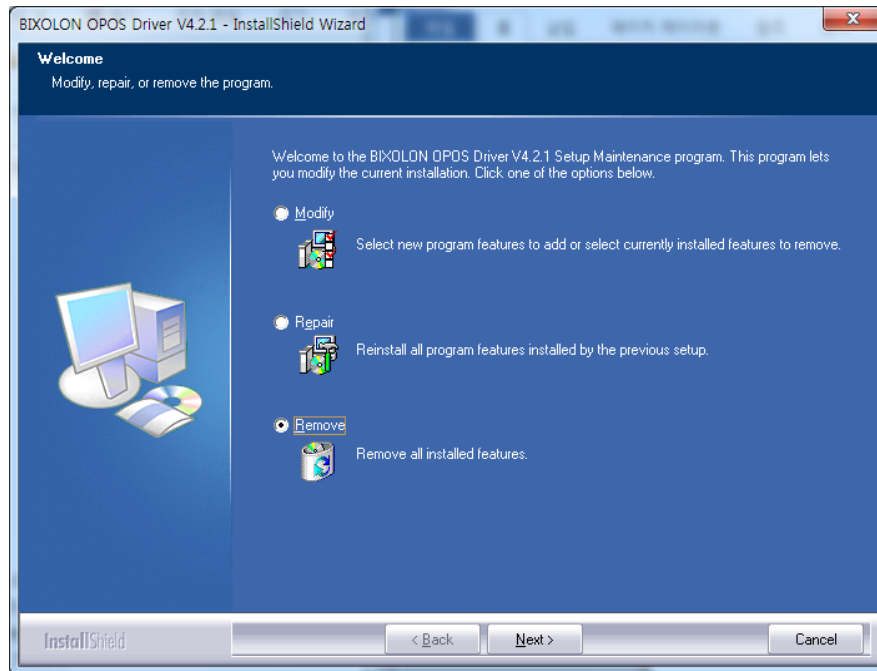 BIXOLON OPOS Driver V4.2.1 - InstallShield Wizard
Welcome
Modify, repair, or remove the program.
Welcome to the BIXOLON OPOS Driver V4.2.1 Setup Maintenance program. This program lets
you modify the current installation. Click one of the options below.
Modify
Select new program features to add or select currently installed features to remove.
Repair
Reinstall all program features installed by the previous setup.
Remove
Remove all installed features.
InstallShield
< Back
Next >
Cancel